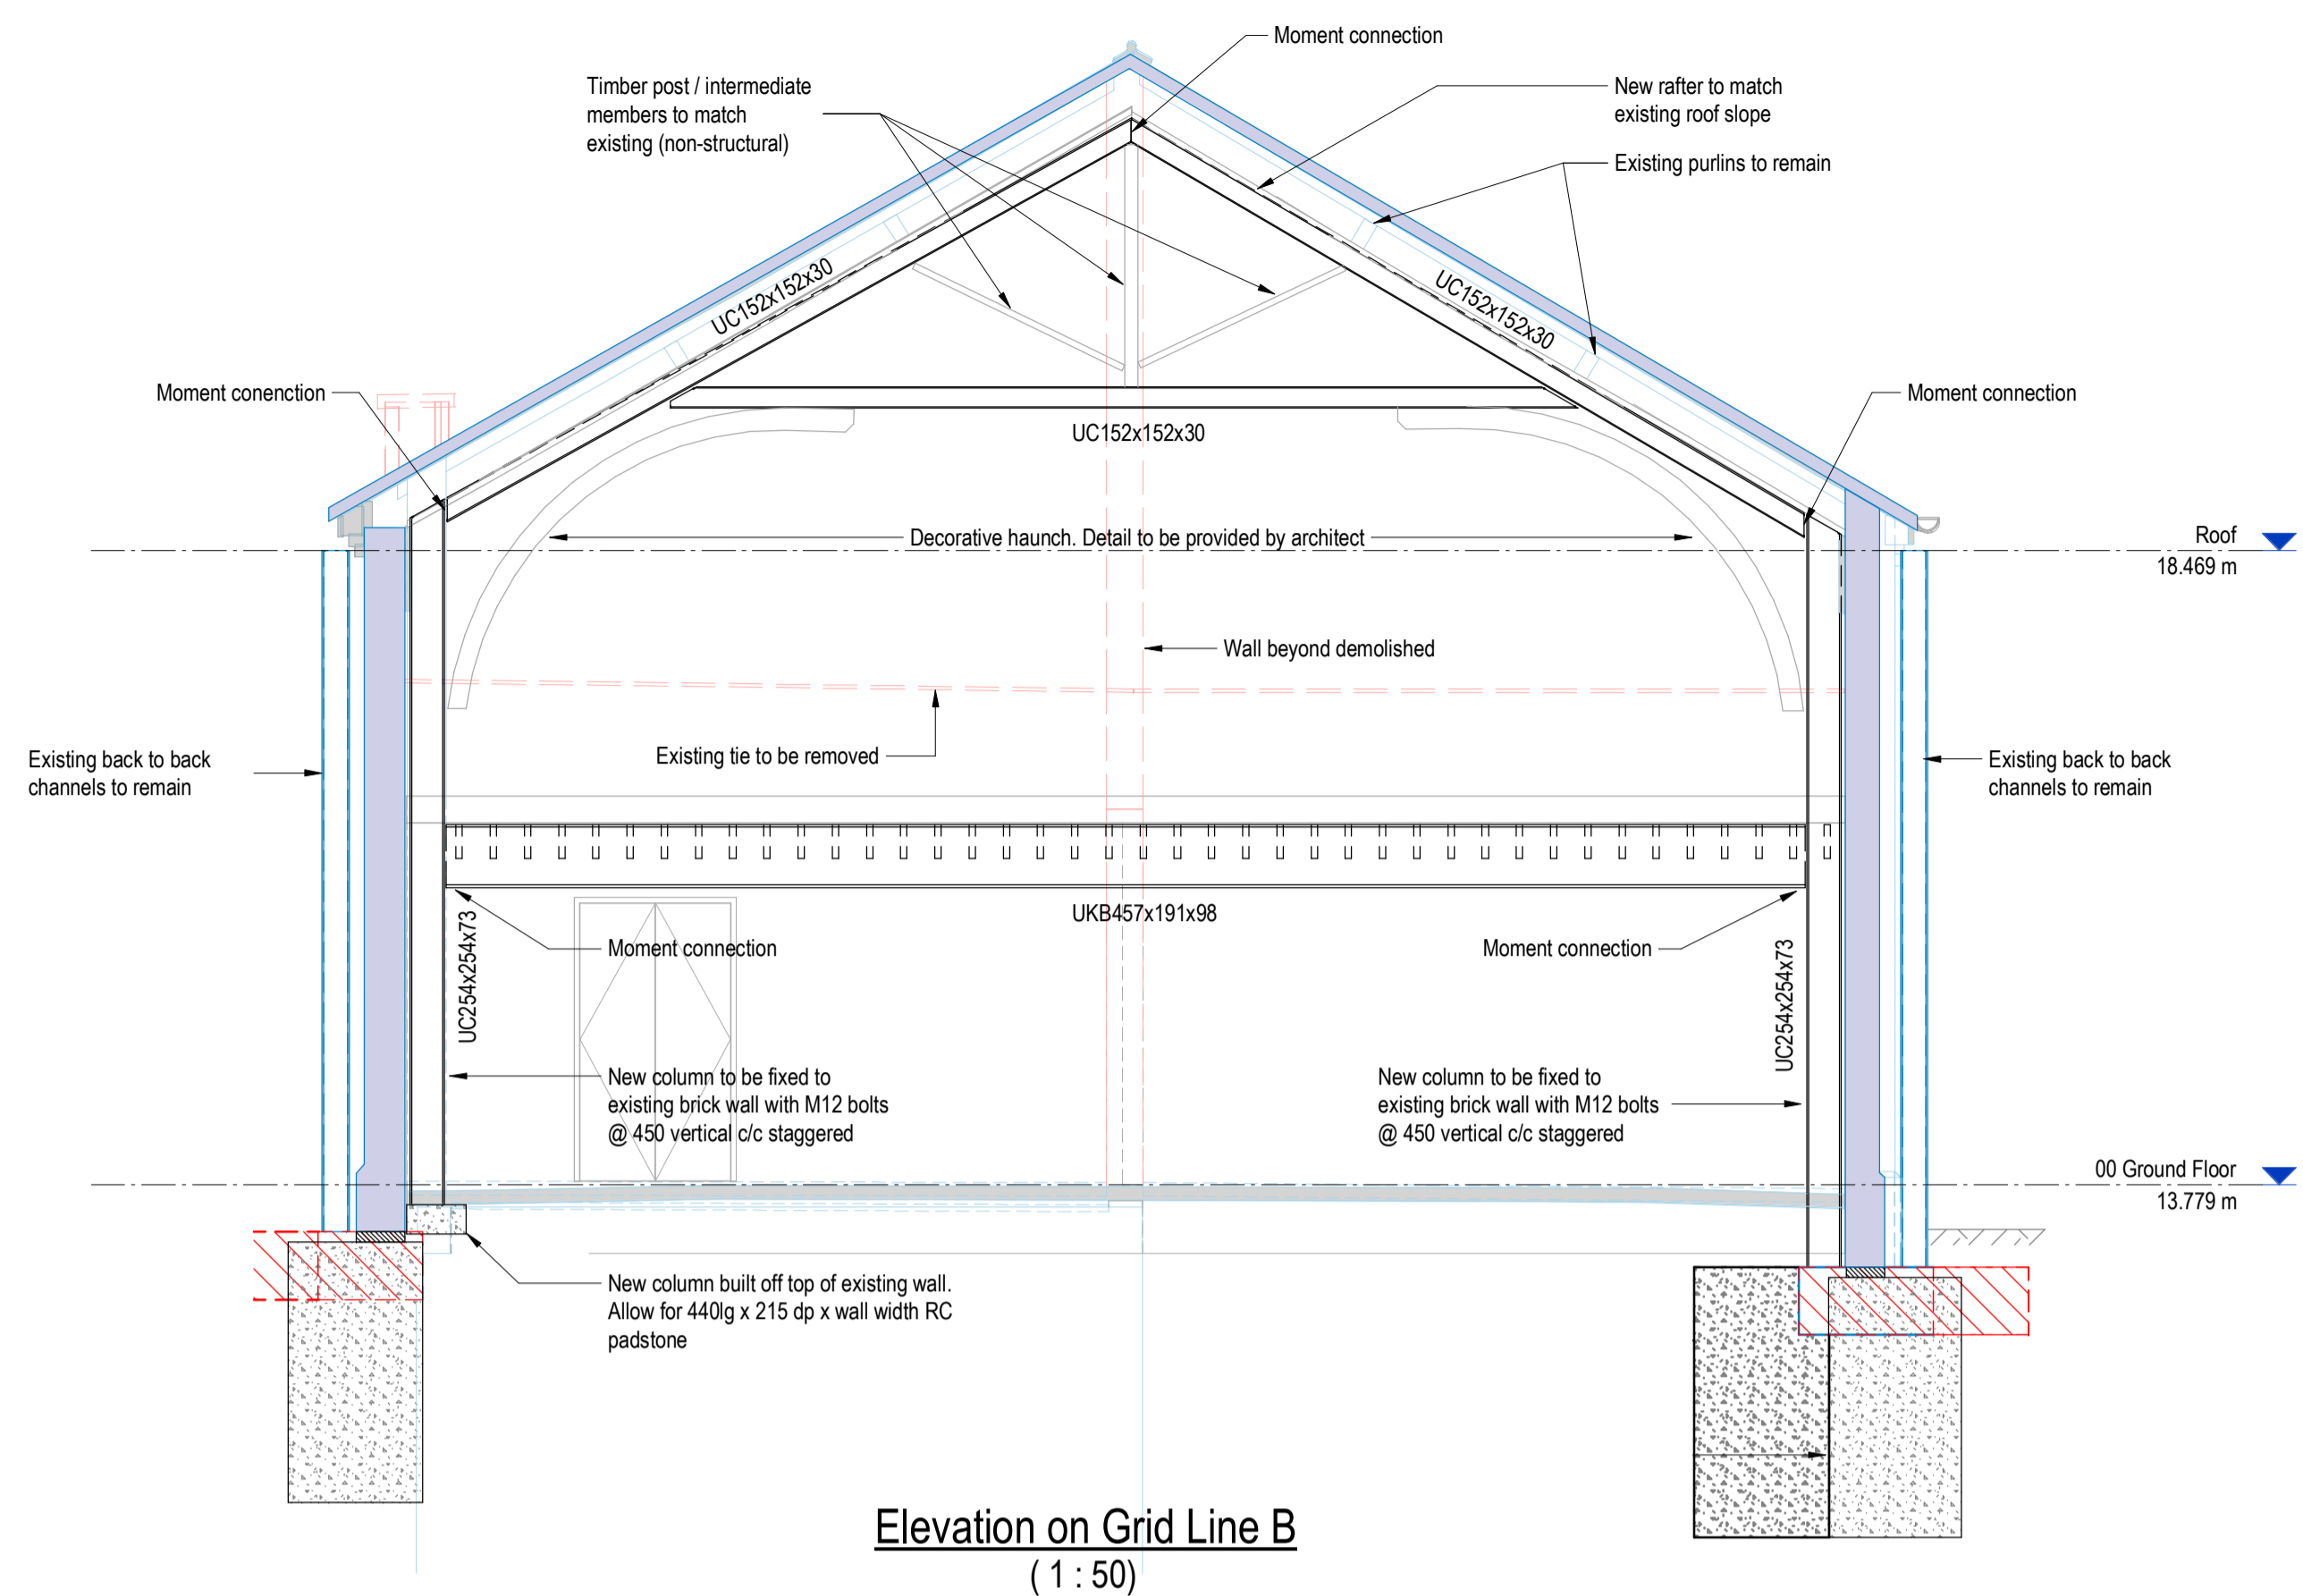 Moment connection
Timber post / intermediate
members to match
existing (non-structural)
New rafter to match
existing roof slope
Existing purlins to remain
UC152x152x30
UC152x152x30
Moment conenction
Moment connection
UC152x152x30
Decorative haunch. Detail to be provided by architect
Roof
18.469 m
Wall beyond demolished
Existing tie to be removed
Existing back to back
channels to remain
Existing back to back
channels to remain
UKB457x191x98
Moment connection
Moment connection
UC254x254x73
UC254x254x73
New column to be fixed to
existing brick wall with M12 bolts
@ 450 vertical c/c staggered
New column to be fixed to
existing brick wall with M12 bolts
@ 450 vertical c/c staggered
00 Ground Floor
13.779 m
New column built off top of existing wall.
Allow for 440lg x 215 dp x wall width RC
padstone
Elevation on Grid Line B
( 1 : 50)